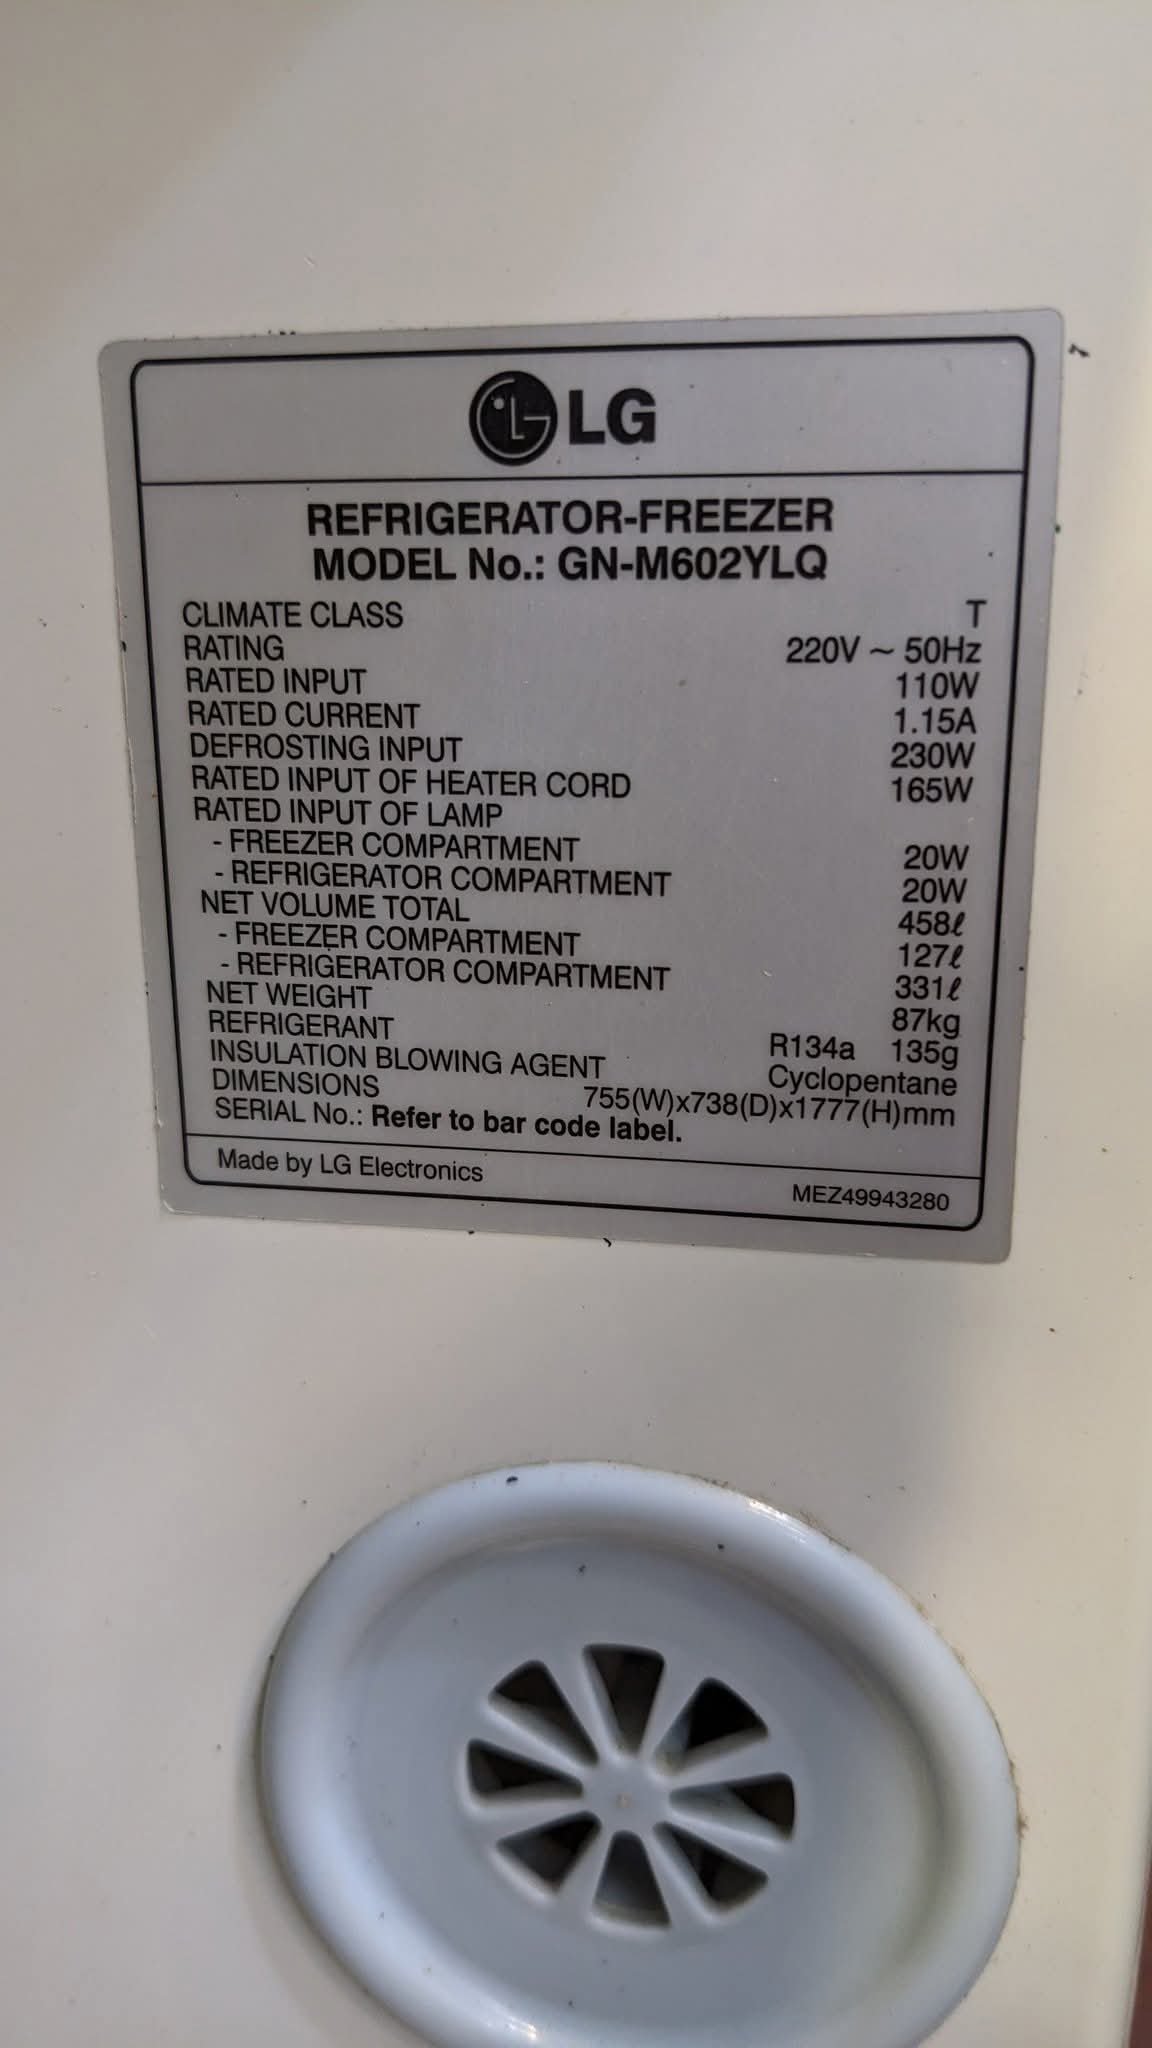 LG
REFRIGERATOR-FREEZER
MODEL No.: GN-M602YLQ
CLIMATE CLASS T
RATING 220V ~ 50Hz
RATED INPUT 110W
RATED CURRENT 1.15A
DEFROSTING INPUT 230W
RATED INPUT OF HEATER CORD 165W
RATED INPUT OF LAMP
- FREEZER COMPARTMENT 20W
- REFRIGERATOR COMPARTMENT 20W
NET VOLUME TOTAL 458ℓ
- FREEZER COMPARTMENT 127ℓ
- REFRIGERATOR COMPARTMENT 331ℓ
NET WEIGHT 87kg
REFRIGERANT R134a 135g
INSULATION BLOWING AGENT Cyclopentane
DIMENSIONS 755(W)x738(D)x1777(H)mm
SERIAL No.: Refer to bar code label.
Made by LG Electronics MEZ49943280